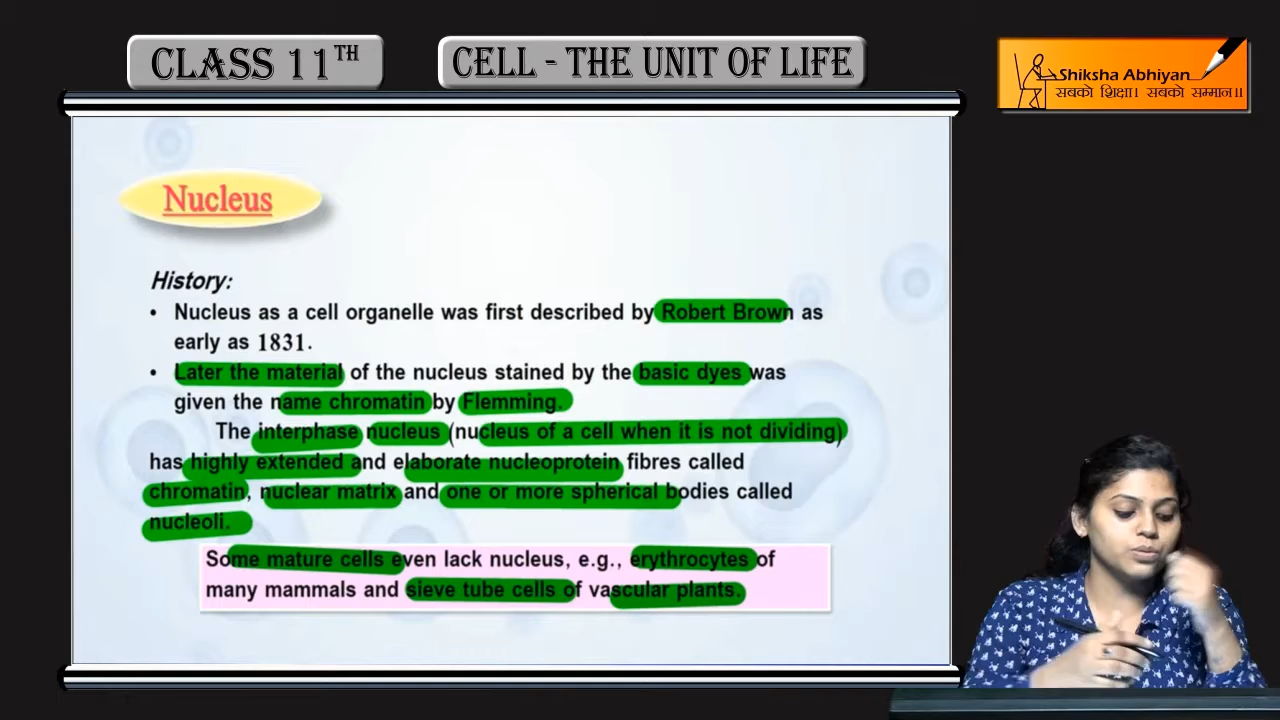 CLASS 11TH
CELL - THE UNIT OF LIFE
Shiksha Abhiyan
सबको शिक्षा। सबको सम्मान॥
Nucleus
History:
• Nucleus as a cell organelle was first described by Robert Brown as
early as 1831.
• Later the material of the nucleus stained by the basic dyes was
given the name chromatin by Flemming.
The interphase nucleus (nucleus of a cell when it is not dividing)
has highly extended and elaborate nucleoprotein fibres called
chromatin, nuclear matrix and one or more spherical bodies called
nucleoli.
Some mature cells even lack nucleus, e.g., erythrocytes of
many mammals and sieve tube cells of vascular plants.